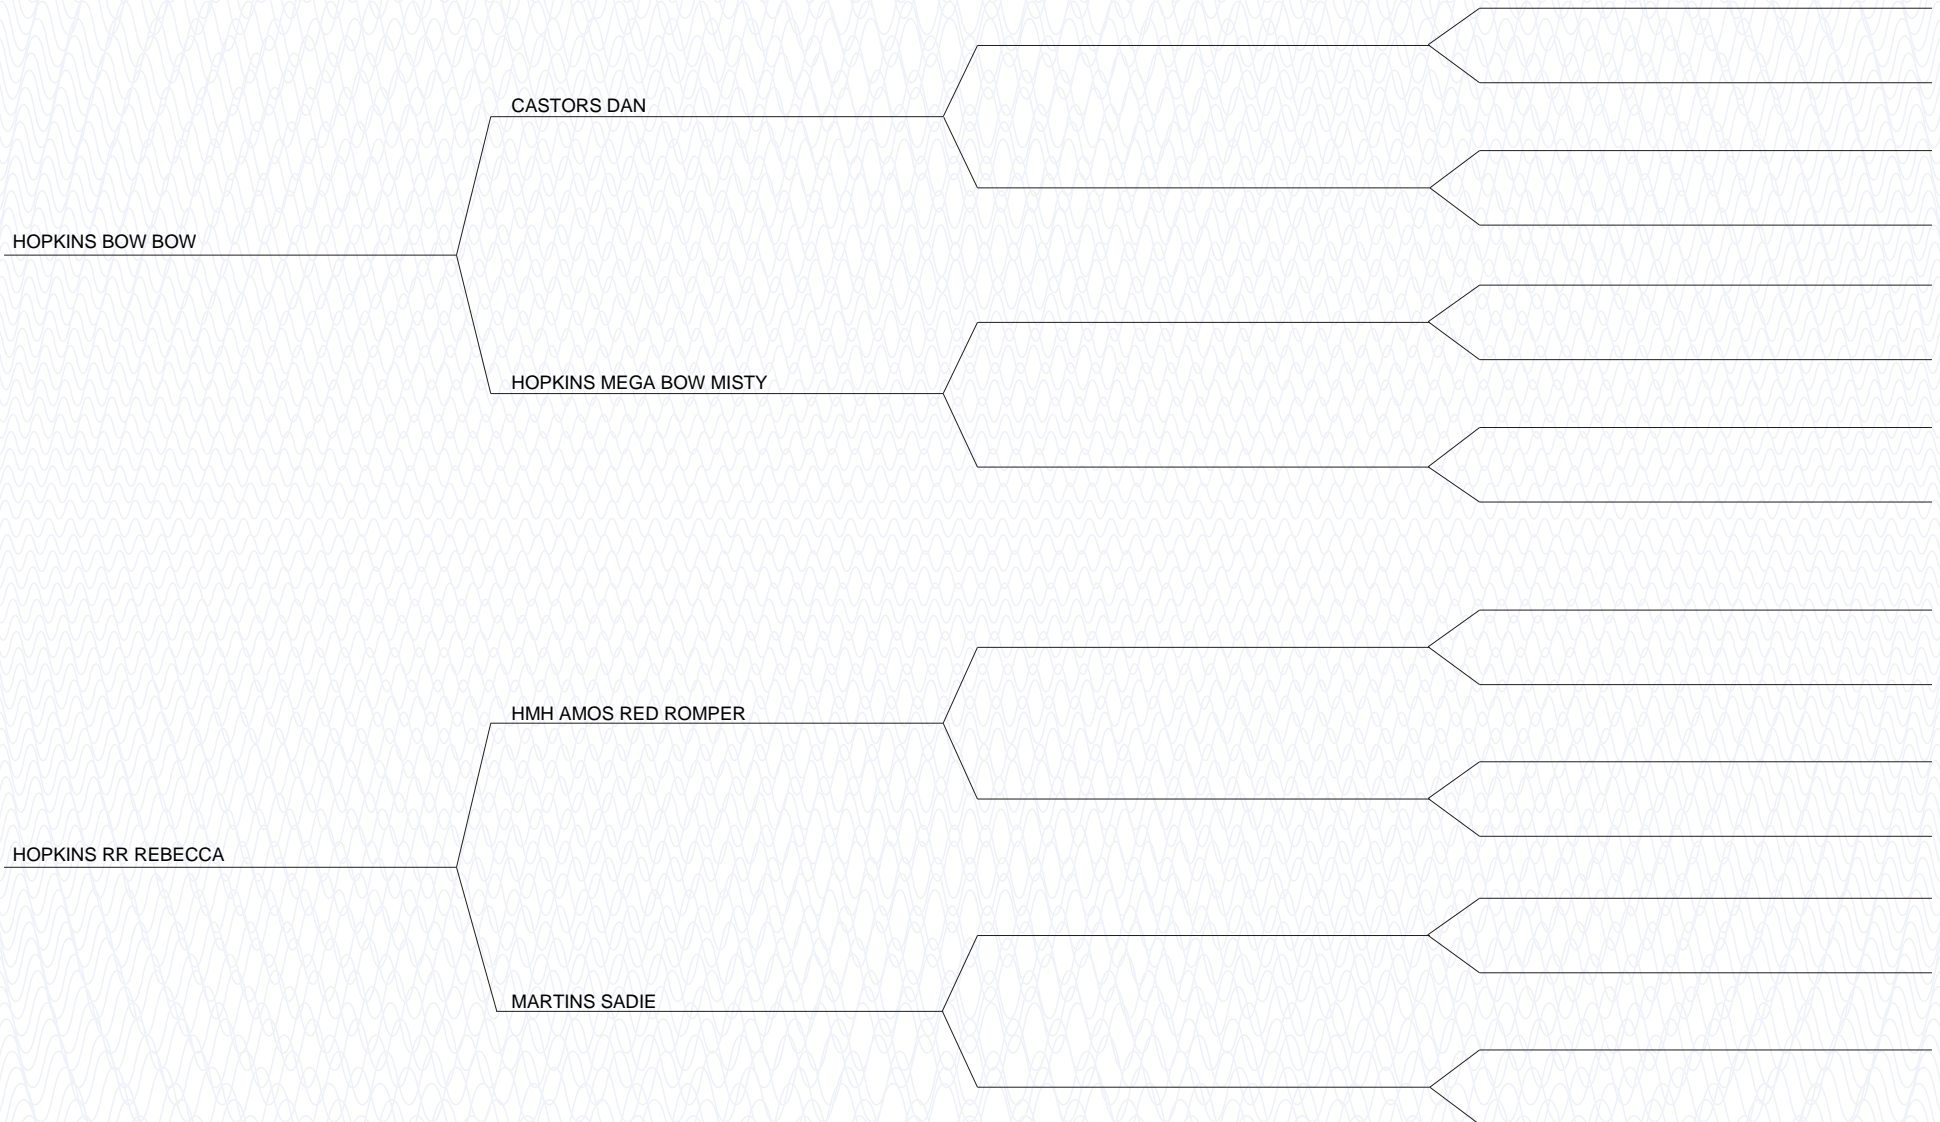 CASTORS DAN
HOPKINS BOW BOW
HOPKINS MEGA BOW MISTY
HMH AMOS RED ROMPER
HOPKINS RR REBECCA
MARTINS SADIE